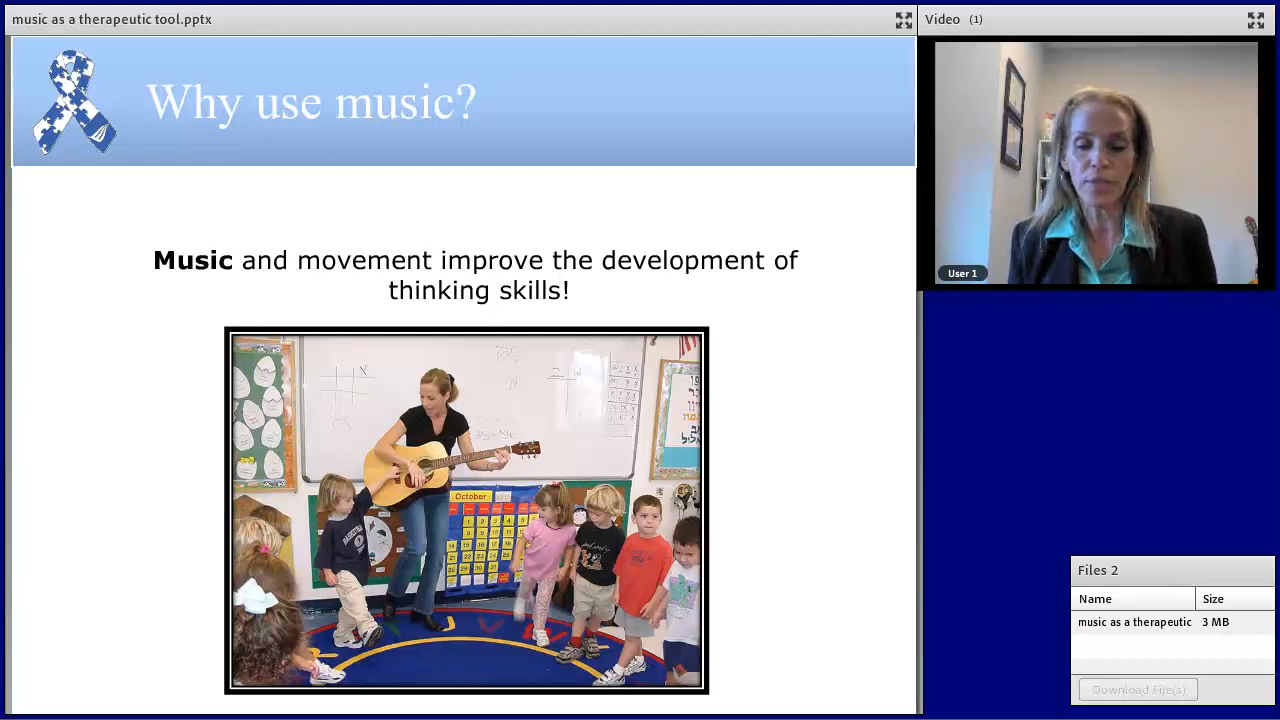 music as a therapeutic tool.pptx
Video (1)
Why use music?
User 1
Music and movement improve the development of
thinking skills!
October
Files 2
Name Size
music as a therapeutic 3 MB
Download File(s)